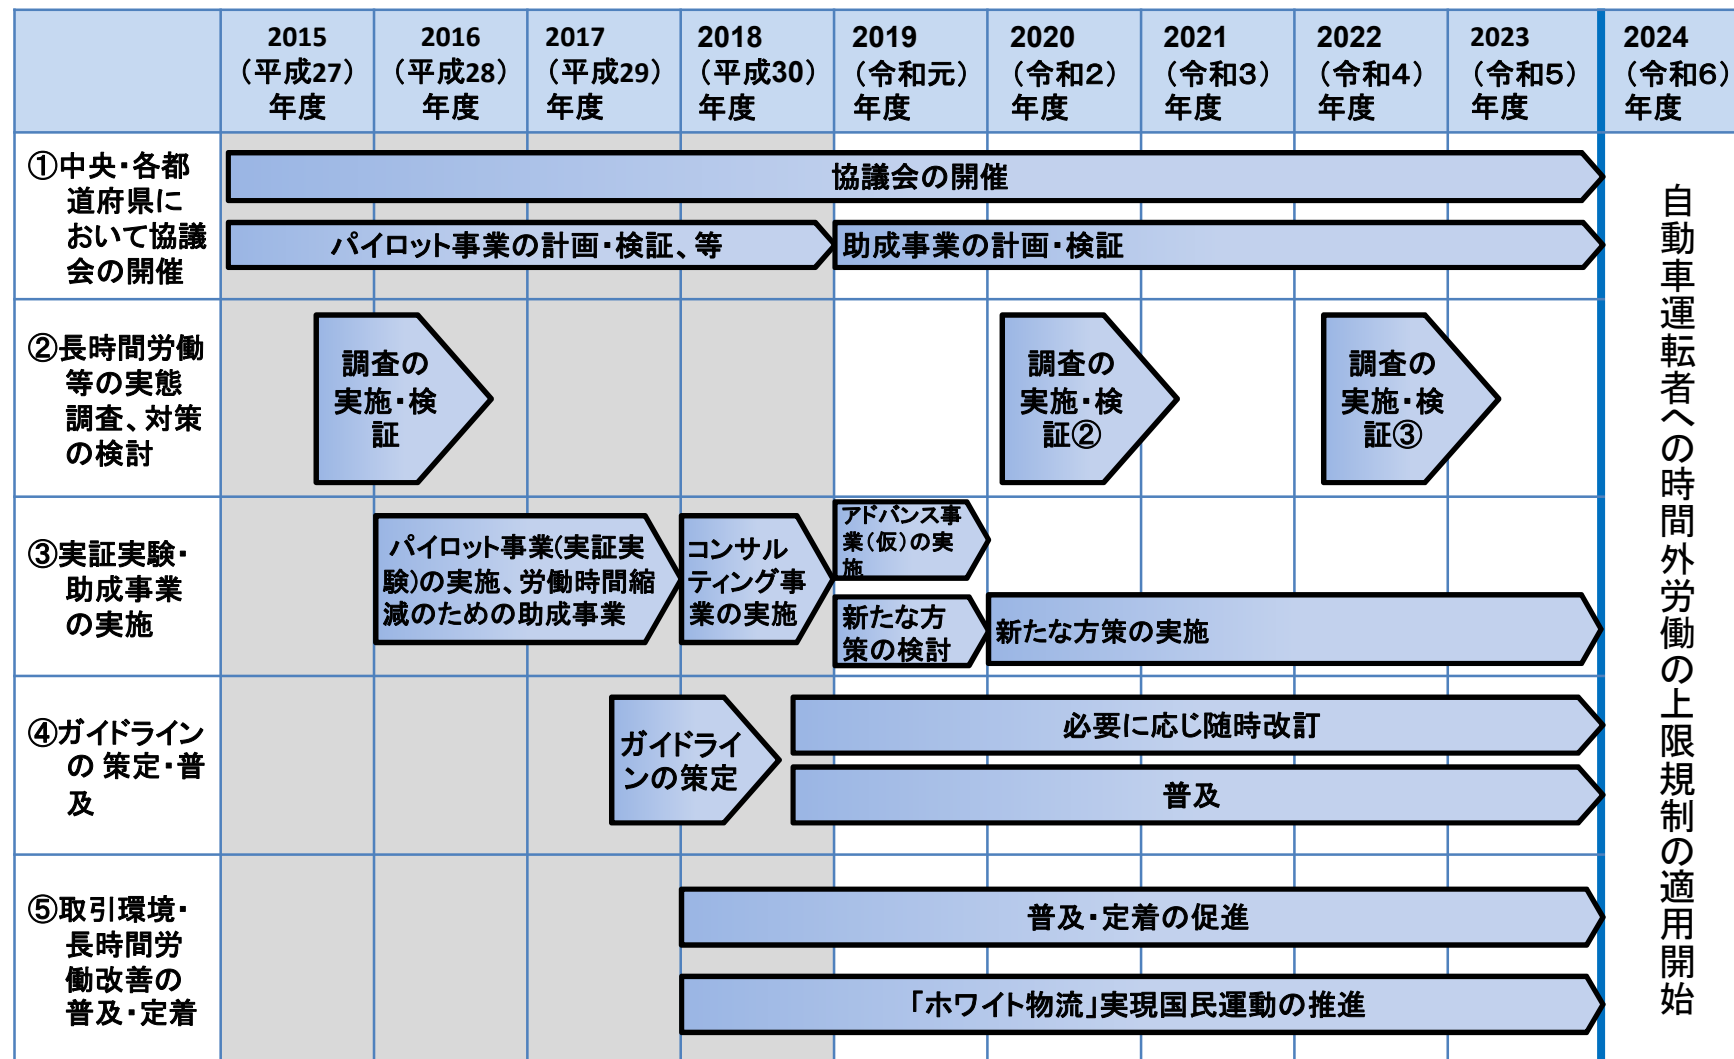 2015
（平成27）
年度
2016
（平成28）
年度
2017
（平成29）
年度
2018
（平成30）
年度
2019
（令和元）
年度
2020
（令和２）
年度
2021
（令和３）
年度
2022
（令和４）
年度
2023
（令和５）
年度
2024
（令和６）
年度
①中央・各都
道府県に
おいて協議
会の開催
協議会の開催
パイロット事業の計画・検証、等
助成事業の計画・検証
②長時間労働
等の実態
調査、対策
の検討
調査の
実施・検
証
調査の
実施・検
証②
調査の
実施・検
証③
③実証実験・
助成事業
の実施
パイロット事業(実証実
験)の実施、労働時間縮
減のための助成事業
コンサル
ティング事
業の実施
アドバンス事
業（仮）の実
施
新たな方
策の検討
新たな方策の実施
④ガイドライン
の 策定・普
及
ガイドライ
ンの策定
必要に応じ随時改訂
普及
⑤取引環境・
長時間労
働改善の
普及・定着
普及・定着の促進
「ホワイト物流」実現国民運動の推進
自動車運転者への時間外労働の上限規制の適用開始